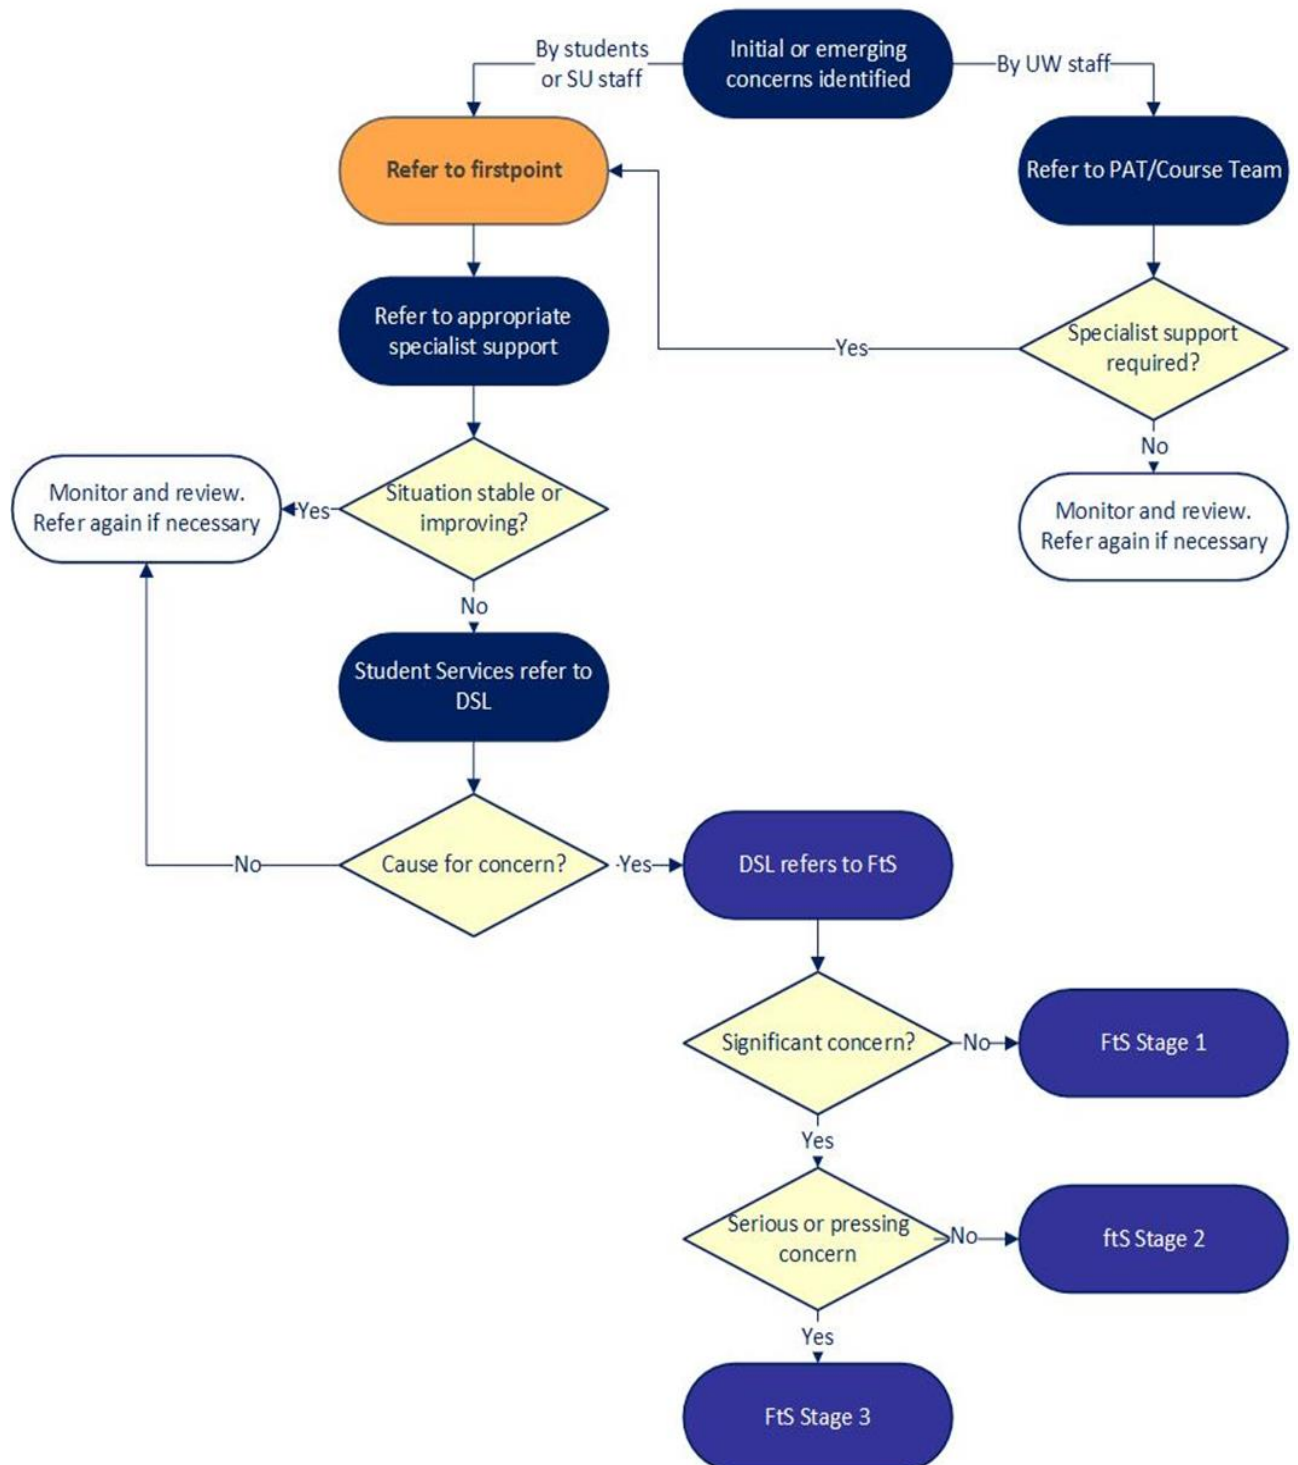 By students
or SU staff
Initial or emerging
concerns identified
By UW staff
Refer to firstpoint
Refer to PAT/Course Team
Refer to appropriate
specialist support
Specialist support
required?
Yes
No
Monitor and review.
Refer again if necessary
Yes
Situation stable or
improving?
Monitor and review.
Refer again if necessary
No
Student Services refer to
DSL
No
Cause for concern?
Yes
DSL refers to FtS
Significant concern?
No
FtS Stage 1
Yes
Serious or pressing
concern
No
ftS Stage 2
Yes
FtS Stage 3